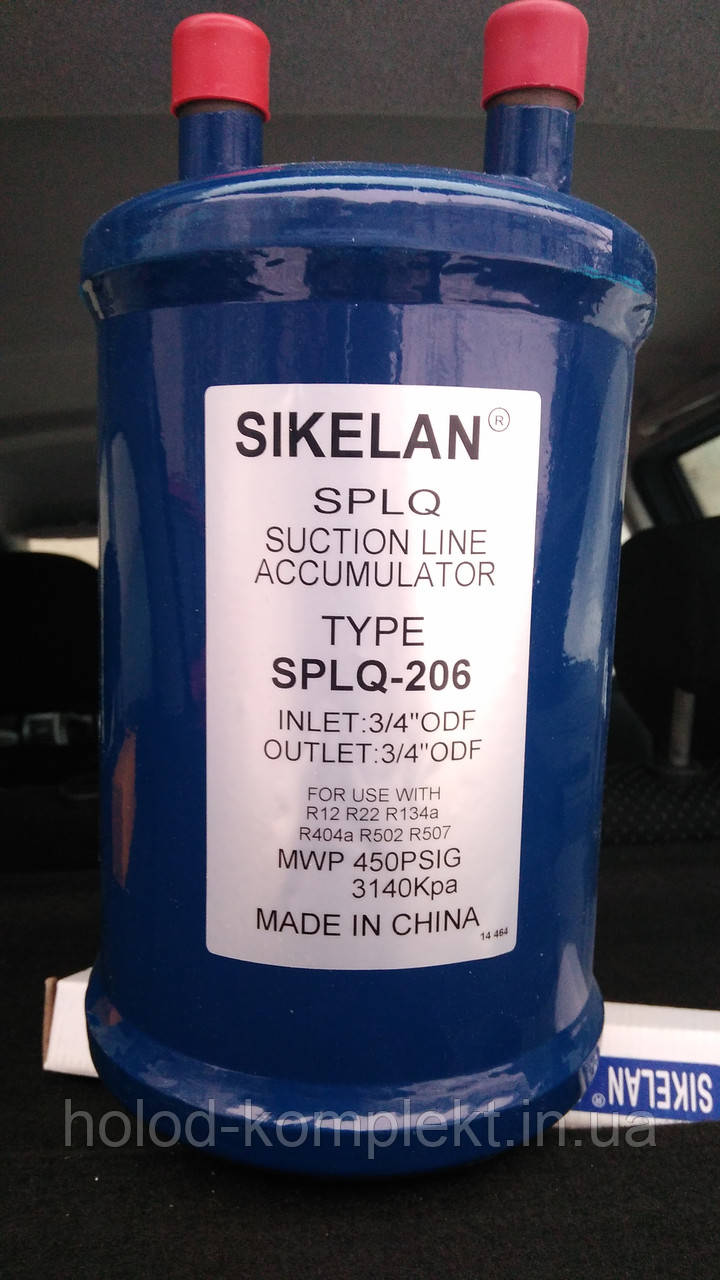 SIKELAN®
SPLQ
SUCTION LINE
ACCUMULATOR
TYPE
SPLQ-206
INLET:3/4"ODF
OUTLET:3/4"ODF
FOR USE WITH
R12 R22 R134a
R404a R502 R507
MWP 450PSIG
3140Kpa
MADE IN CHINA
14 464
SIKELAN®
holod-komplekt.in.ua